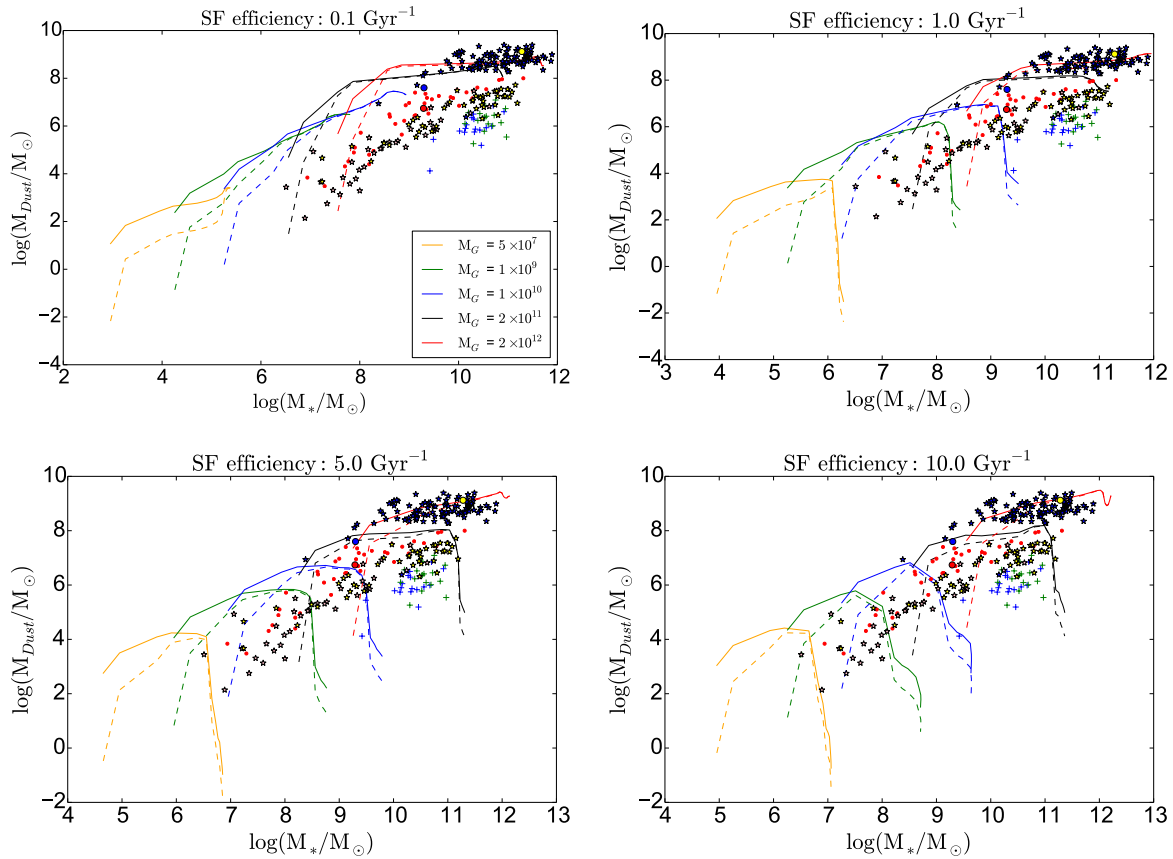 SF efficiency : 0.1 Gyr⁻¹
10
8
6
4
2
0
−2
−4
log(M_Dust/M_⊙)
M_G = 5×10⁷
M_G = 1×10⁹
M_G = 1×10¹⁰
M_G = 2×10¹¹
M_G = 2×10¹²
2 4 6 8 10 12
log(M_*/M_⊙)
SF efficiency : 1.0 Gyr⁻¹
10
8
6
4
2
0
−2
−4
log(M_Dust/M_⊙)
3 4 5 6 7 8 9 10 11 12
log(M_*/M_⊙)
SF efficiency : 5.0 Gyr⁻¹
10
8
6
4
2
0
−2
log(M_Dust/M_⊙)
4 5 6 7 8 9 10 11 12 13
log(M_*/M_⊙)
SF efficiency : 10.0 Gyr⁻¹
10
8
6
4
2
0
−2
log(M_Dust/M_⊙)
4 5 6 7 8 9 10 11 12 13
log(M_*/M_⊙)